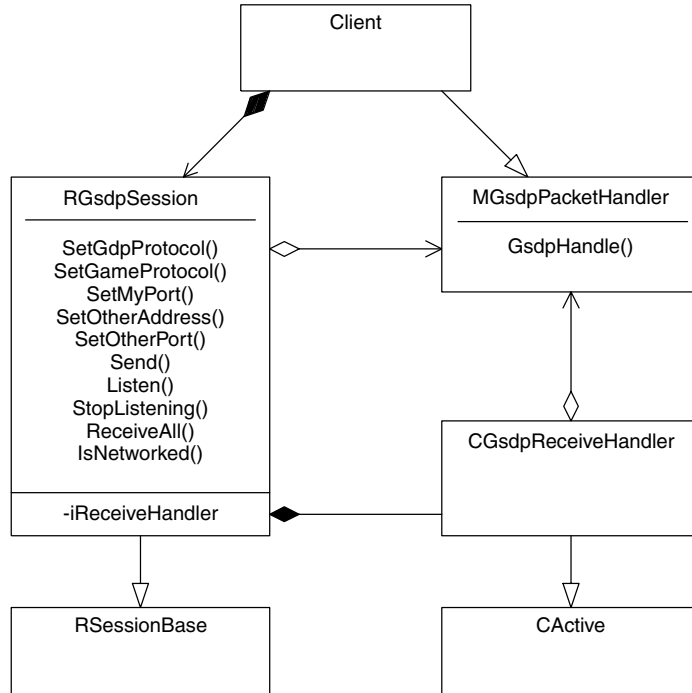 Client
RGsdpSession
SetGdpProtocol()
SetGameProtocol()
SetMyPort()
SetOtherAddress()
SetOtherPort()
Send()
Listen()
StopListening()
ReceiveAll()
IsNetworked()
-iReceiveHandler
MGsdpPacketHandler
GsdpHandle()
CGsdpReceiveHandler
RSessionBase
CActive